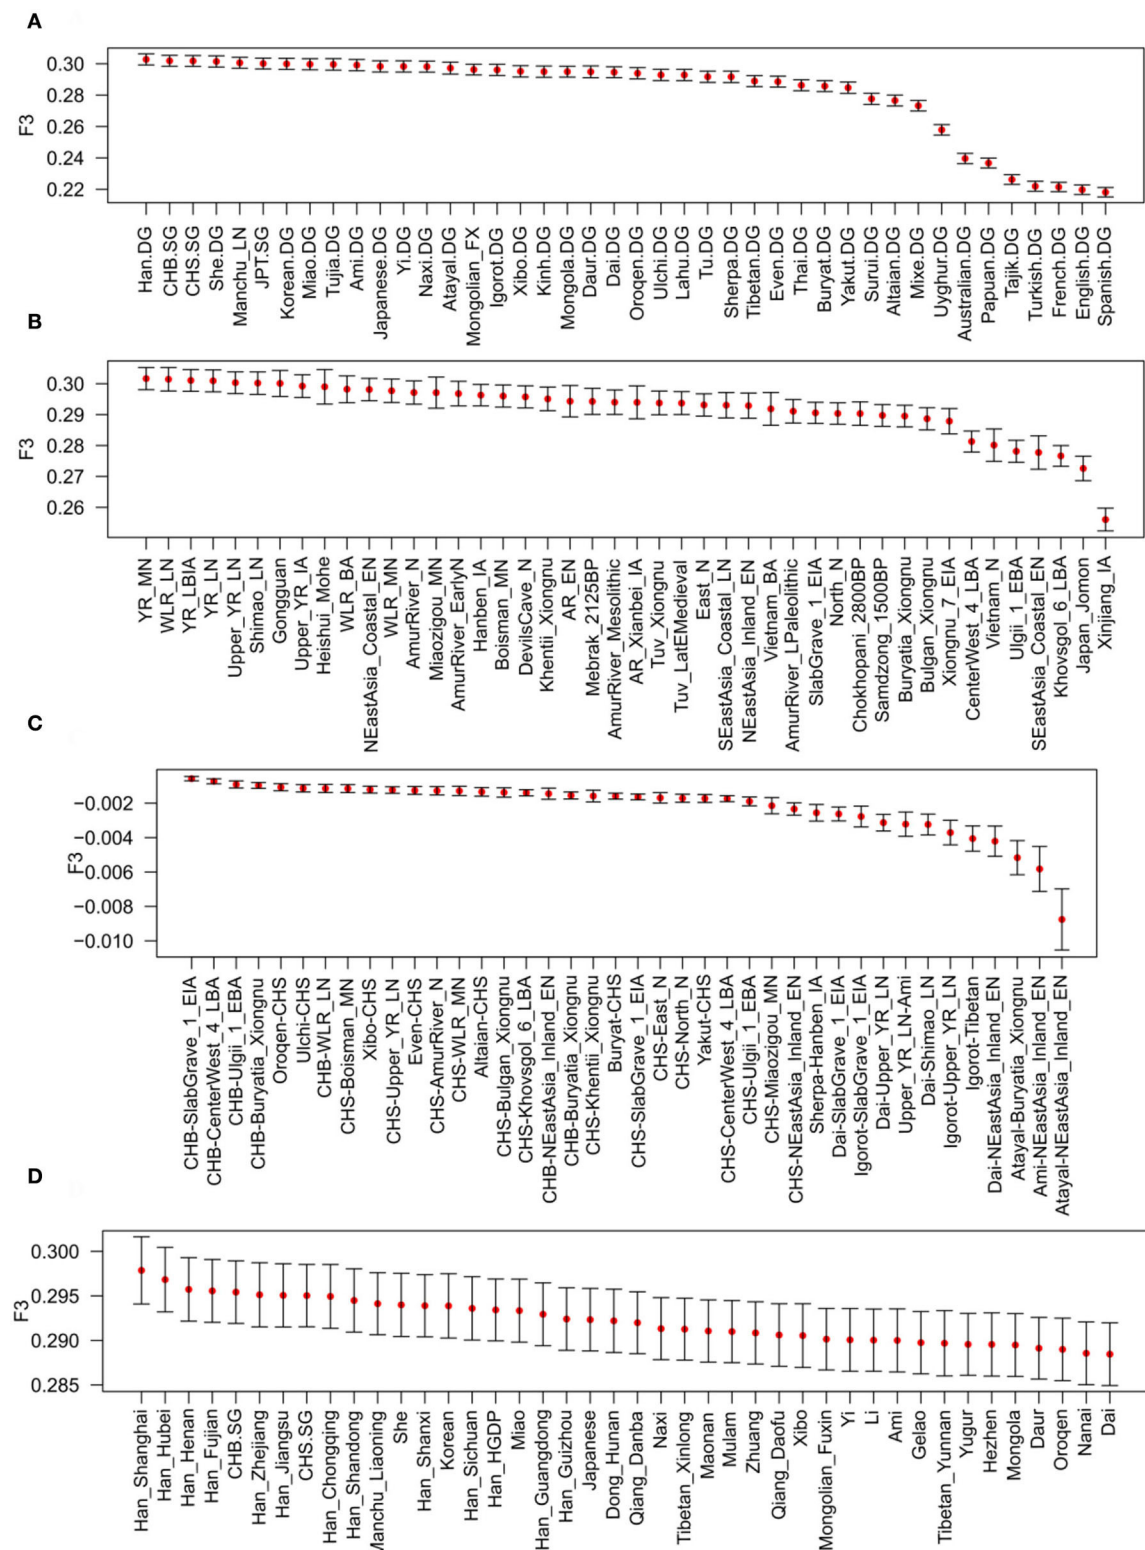 A
F3
0.30
0.28
0.26
0.24
0.22
Han.DG
CHB.SG
CHS.SG
She.DG
Manchu_LN
JPT.SG
Korean.DG
Miao.DG
Tujia.DG
Ami.DG
Japanese.DG
Yi.DG
Naxi.DG
Atayal.DG
Mongolian_FX
Igorot.DG
Xibo.DG
Kinh.DG
Mongola.DG
Daur.DG
Dai.DG
Oroqen.DG
Ulchi.DG
Lahu.DG
Tu.DG
Sherpa.DG
Tibetan.DG
Even.DG
Thai.DG
Buryat.DG
Yakut.DG
Surui.DG
Altaian.DG
Mixe.DG
Uyghur.DG
Australian.DG
Papuan.DG
Tajik.DG
Turkish.DG
French.DG
English.DG
Spanish.DG
B
F3
0.30
0.29
0.28
0.27
0.26
YR_MN
WLR_LN
YR_LBIA
YR_LN
Upper_YR_LN
Shimao_LN
Gongguan
Upper_YR_IA
Heishui_Mohe
WLR_BA
NEastAsia_Coastal_EN
WLR_MN
AmurRiver_N
Miaozigou_MN
AmurRiver_EarlyN
Hanben_IA
Boisman_MN
DevilsCave_N
Khentii_Xiongnu
AR_EN
Mebrak_2125BP
AmurRiver_Mesolithic
AR_Xianbei_IA
Tuv_Xiongnu
Tuv_LatEMedieval
East_N
SEastAsia_Coastal_LN
NEastAsia_Inland_EN
Vietnam_BA
AmurRiver_LPaleolithic
SlabGrave_1_EIA
North_N
Chokhopani_2800BP
Samdzong_1500BP
Buryatia_Xiongnu
Bulgan_Xiongnu
Xiongnu_7_EIA
CenterWest_4_LBA
Vietnam_N
Ulgii_1_EBA
SEastAsia_Coastal_EN
Khovsgol_6_LBA
Japan_Jomon
Xinjiang_IA
C
F3
−0.002
−0.004
−0.006
−0.008
−0.010
CHB-SlabGrave_1_EIA
CHB-CenterWest_4_LBA
CHB-Ulgii_1_EBA
CHB-Buryatia_Xiongnu
Oroqen-CHS
Ulchi-CHS
CHB-WLR_LN
CHS-Boisman_MN
Xibo-CHS
CHS-Upper_YR_LN
Even-CHS
CHS-AmurRiver_N
CHS-WLR_MN
Altaian-CHS
CHS-Bulgan_Xiongnu
CHS-Khovsgol_6_LBA
CHB-NEastAsia_Inland_EN
CHB-Buryatia_Xiongnu
CHS-Khentii_Xiongnu
Buryat-CHS
CHS-SlabGrave_1_EIA
CHS-East_N
CHS-North_N
Yakut-CHS
CHS-CenterWest_4_LBA
CHS-Ulgii_1_EBA
CHS-Miaozigou_MN
CHS-NEastAsia_Inland_EN
Sherpa-Hanben_IA
Dai-SlabGrave_1_EIA
Igorot-SlabGrave_1_EIA
Dai-Upper_YR_LN
Upper_YR_LN-Ami
Dai-Shimao_LN
Igorot-Upper_YR_LN
Igorot-Tibetan
Dai-NEastAsia_Inland_EN
Atayal-Buryatia_Xiongnu
Ami-NEastAsia_Inland_EN
Atayal-NEastAsia_Inland_EN
D
F3
0.300
0.295
0.290
0.285
Han_Shanghai
Han_Hubei
Han_Henan
Han_Fujian
CHB.SG
Han_Zhejiang
Han_Jiangsu
CHS.SG
Han_Chongqing
Han_Shandong
Manchu_Liaoning
She
Han_Shanxi
Korean
Han_Sichuan
Han_HGDP
Miao
Han_Guangdong
Han_Guizhou
Japanese
Dong_Hunan
Qiang_Danba
Naxi
Tibetan_Xinlong
Maonan
Mulam
Zhuang
Qiang_Daofu
Xibo
Mongolian_Fuxin
Yi
Li
Ami
Gelao
Tibetan_Yunnan
Yugur
Hezhen
Mongola
Daur
Oroqen
Nanai
Dai